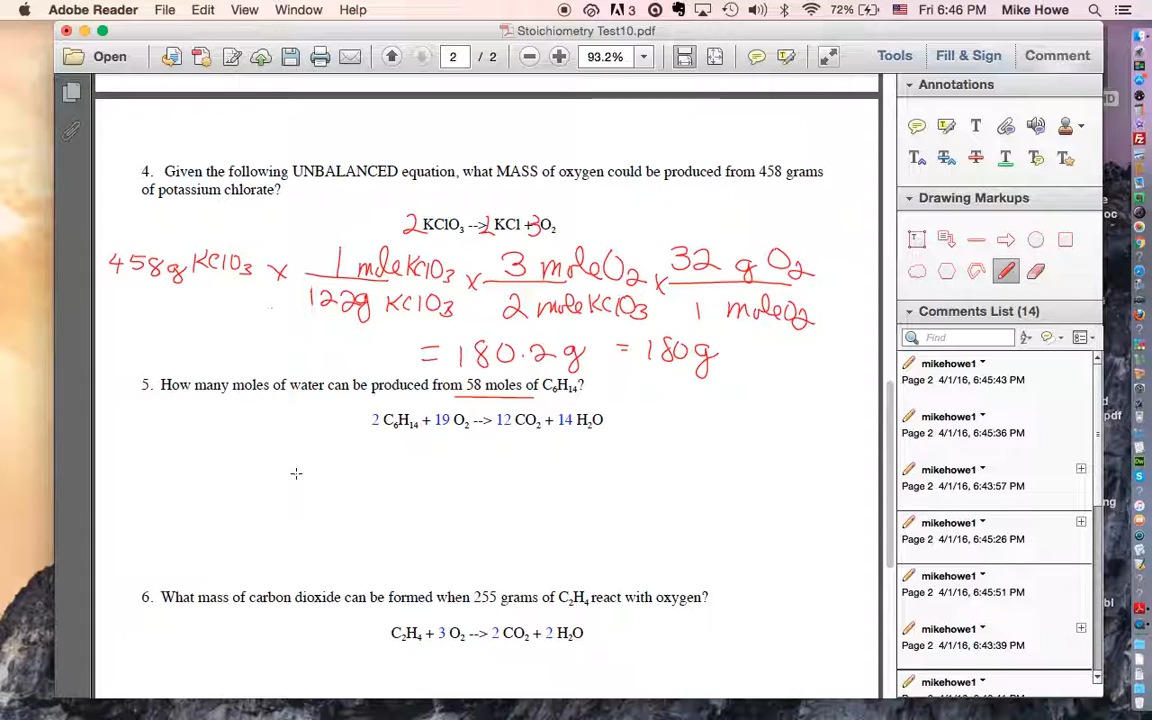 Adobe Reader File Edit View Window Help 3 72% Fri 6:46 PM Mike Howe
Stoichiometry Test10.pdf
Open 2 / 2 93.2% Tools Fill & Sign Comment
Annotations
4. Given the following UNBALANCED equation, what MASS of oxygen could be produced from 458 grams
of potassium chlorate?
2 KClO3 --> 2 KCl + 3 O2
458g KClO3 x 1 mole KClO3 x 3 mole O2 x 32 g O2
122g KClO3 2 mole KClO3 1 mole O2
= 180.2g = 180g
5. How many moles of water can be produced from 58 moles of C6H14?
2 C6H14 + 19 O2 --> 12 CO2 + 14 H2O
6. What mass of carbon dioxide can be formed when 255 grams of C2H4 react with oxygen?
C2H4 + 3 O2 --> 2 CO2 + 2 H2O
T
Drawing Markups
Comments List (14)
Find
mikehowe1
Page 2 4/1/16, 6:45:43 PM
mikehowe1
Page 2 4/1/16, 6:45:36 PM
mikehowe1
Page 2 4/1/16, 6:43:57 PM
mikehowe1
Page 2 4/1/16, 6:45:26 PM
mikehowe1
Page 2 4/1/16, 6:45:51 PM
mikehowe1
Page 2 4/1/16, 6:43:39 PM
mikehowe1